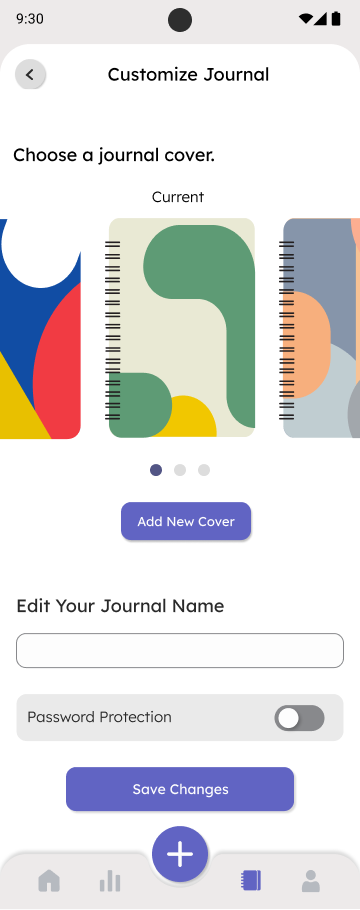 9:30
Customize Journal
Choose a journal cover.
Current
Add New Cover
Edit Your Journal Name
Password Protection
Save Changes